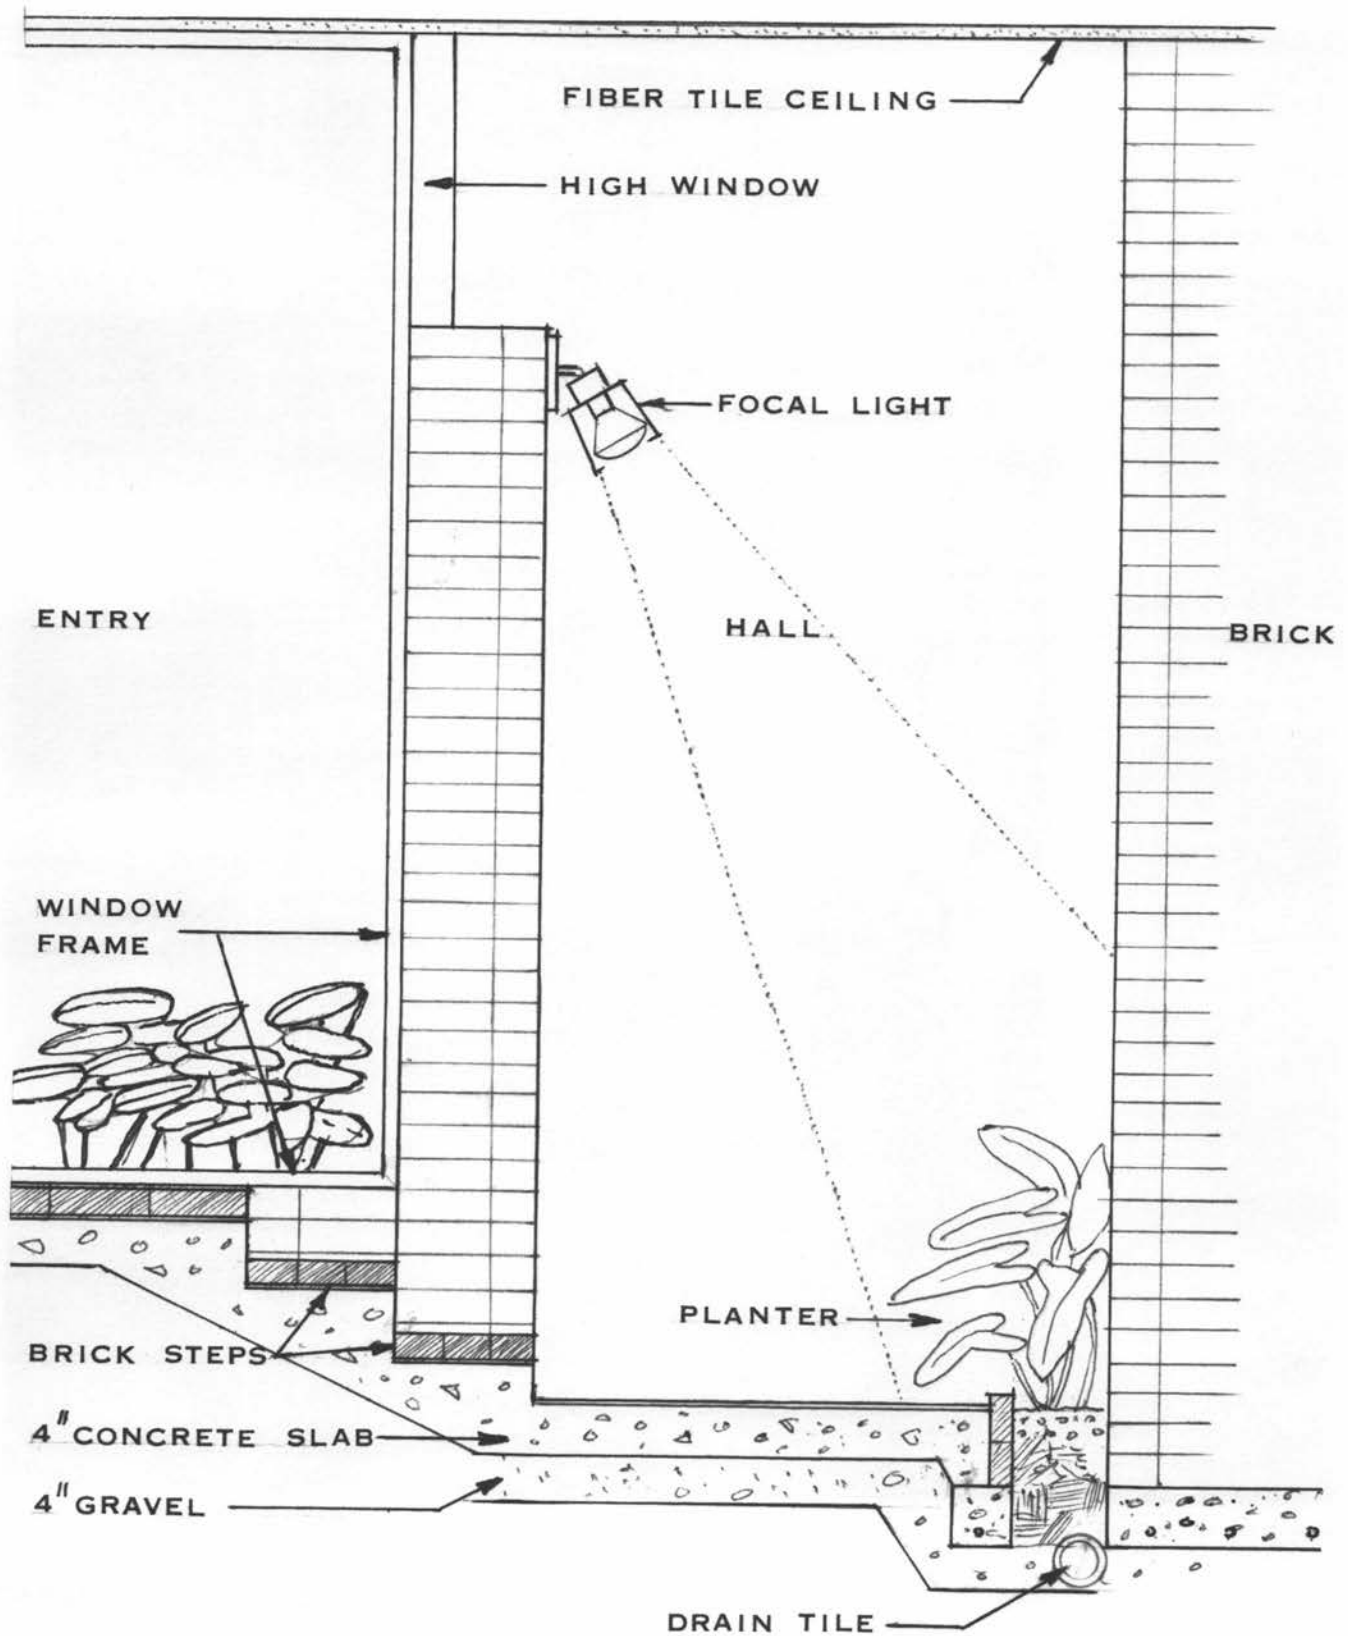 FIBER TILE CEILING
HIGH WINDOW
FOCAL LIGHT
ENTRY
HALL
BRICK
WINDOW
FRAME
PLANTER
BRICK STEPS
4" CONCRETE SLAB
4" GRAVEL
DRAIN TILE